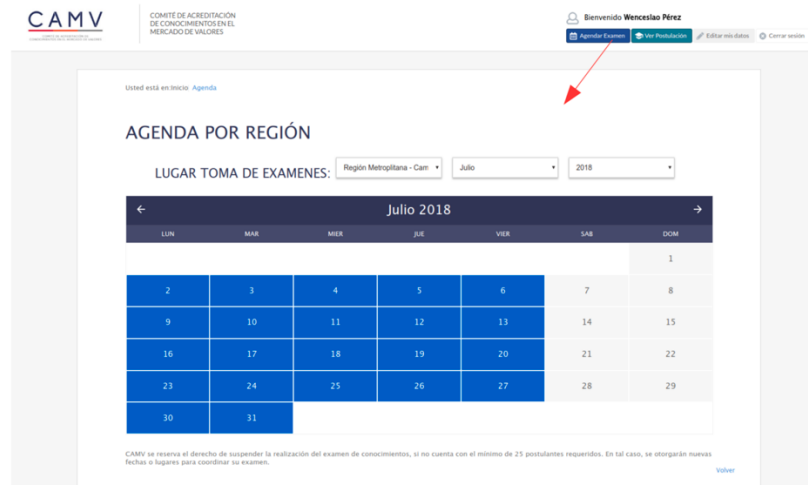 CAMV
COMITÉ DE ACREDITACIÓN
DE CONOCIMIENTOS EN EL
MERCADO DE VALORES
Bienvenido Wenceslao Pérez
Agendar Examen Ver Postulación Editar mis datos Cerrar sesión
Usted está en:Inicio Agenda
AGENDA POR REGIÓN
LUGAR TOMA DE EXAMENES: Región Metroplitana - Cam Julio 2018
Julio 2018
LUN MAR MIER JUE VIER SAB DOM
1
2 3 4 5 6 7 8
9 10 11 12 13 14 15
16 17 18 19 20 21 22
23 24 25 26 27 28 29
30 31
CAMV se reserva el derecho de suspender la realización del examen de conocimientos, si no cuenta con el mínimo de 25 postulantes requeridos. En tal caso, se otorgarán nuevas
fechas o lugares para coordinar su examen.
Volver